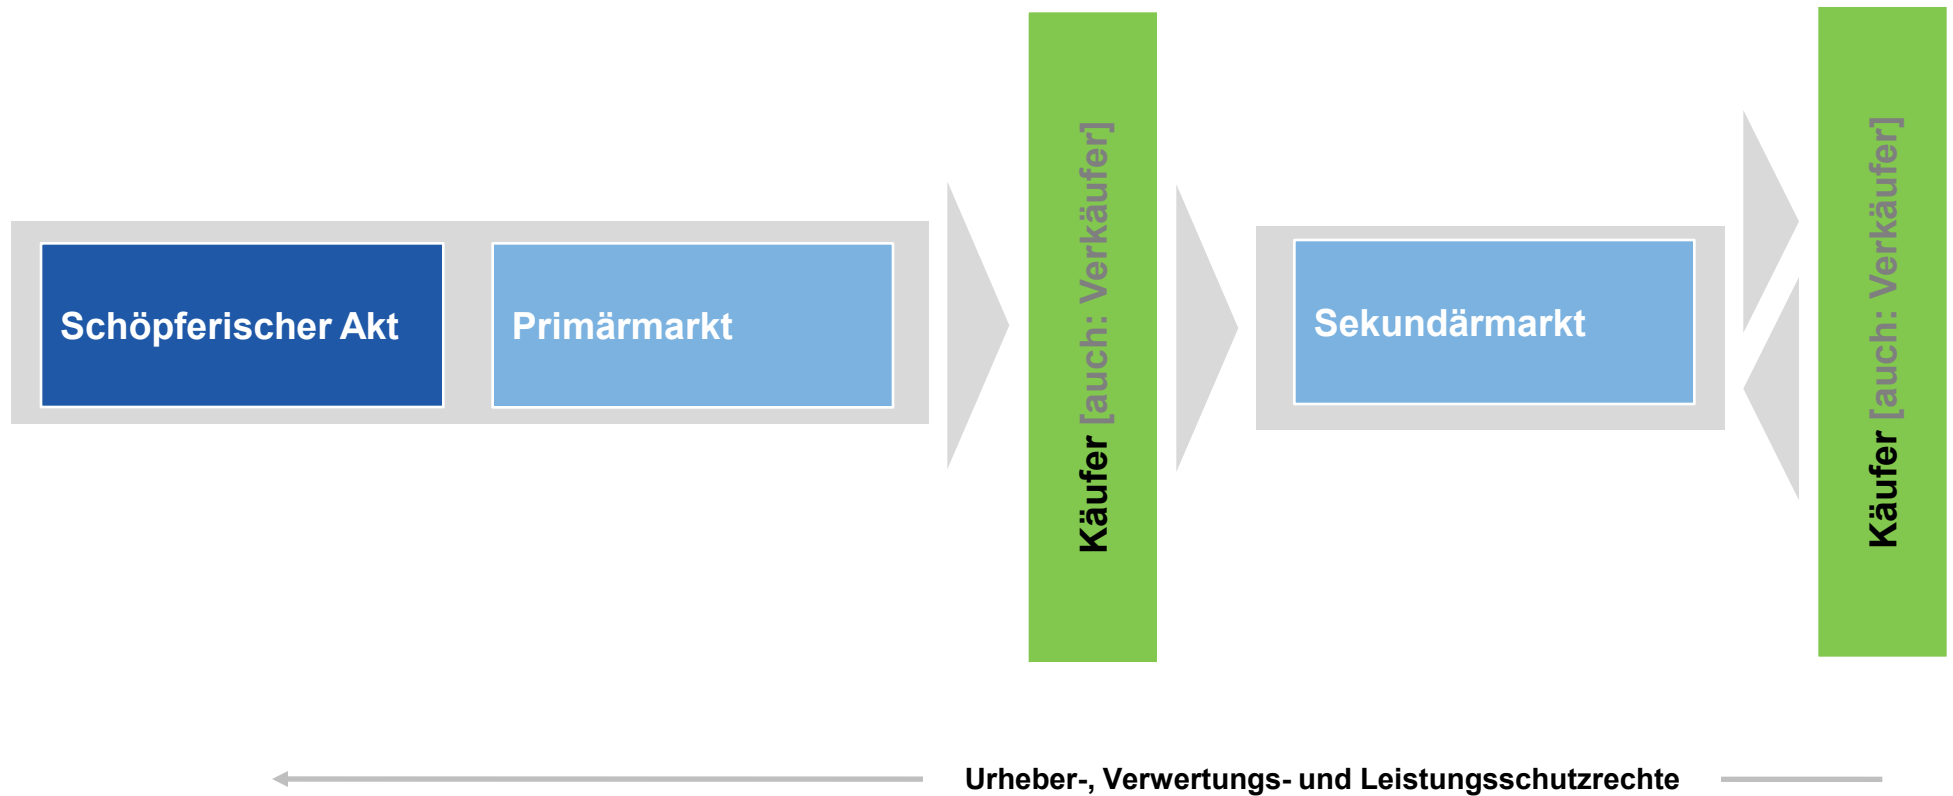 Schöpferischer Akt
Primärmarkt
Käufer [auch: Verkäufer]
Sekundärmarkt
Käufer [auch: Verkäufer]
Urheber-, Verwertungs- und Leistungsschutzrechte